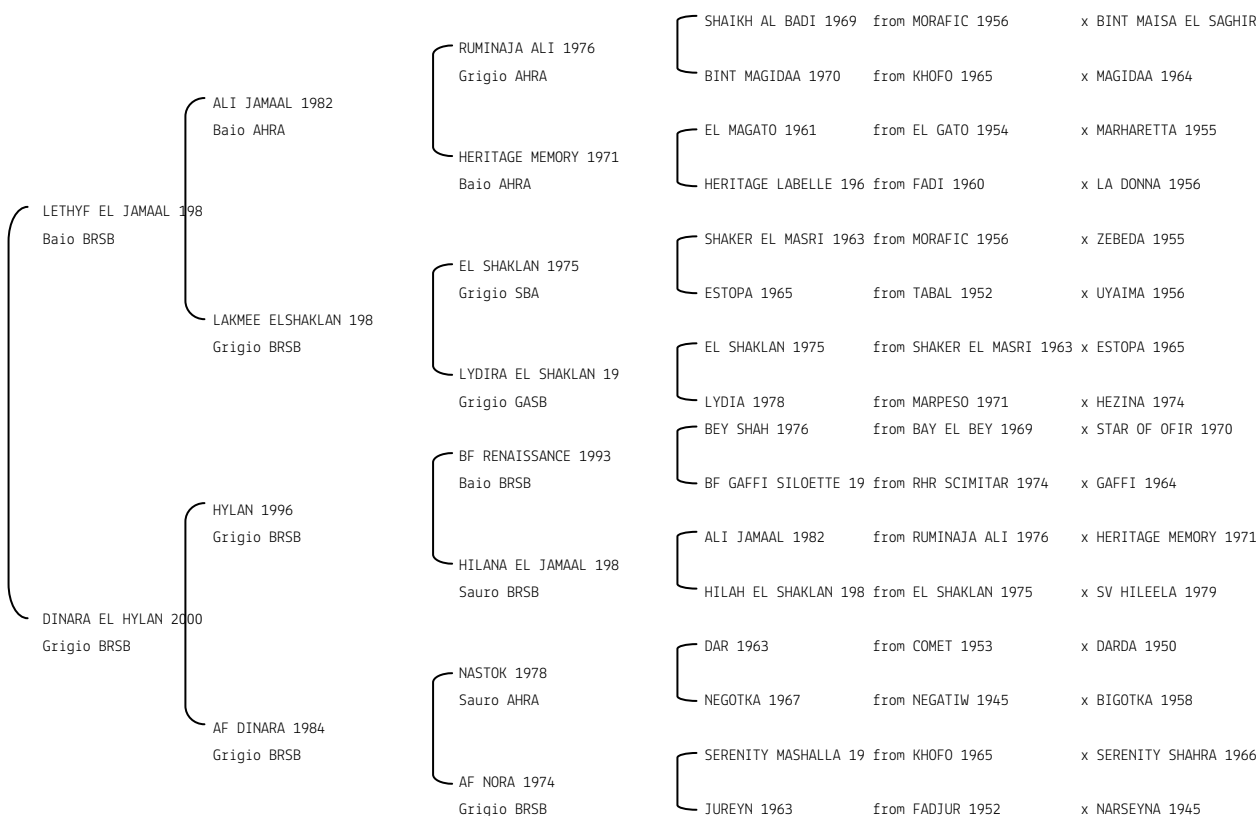 SHAIKH AL BADI 1969 from MORAFIC 1956 x BINT MAISA EL SAGHIR
RUMINAJA ALI 1976
Grigio AHRA
BINT MAGIDAA 1970 from KHOFO 1965 x MAGIDAA 1964
ALI JAMAAL 1982
Baio AHRA
EL MAGATO 1961 from EL GATO 1954 x MARHARETTA 1955
HERITAGE MEMORY 1971
Baio AHRA
HERITAGE LABELLE 196 from FADI 1960 x LA DONNA 1956
LETHYF EL JAMAAL 198
Baio BRSB
SHAKER EL MASRI 1963 from MORAFIC 1956 x ZEBEDA 1955
EL SHAKLAN 1975
Grigio SBA
ESTOPA 1965 from TABAL 1952 x UYAIMA 1956
LAKMEE ELSHAKLAN 198
Grigio BRSB
EL SHAKLAN 1975 from SHAKER EL MASRI 1963 x ESTOPA 1965
LYDIRA EL SHAKLAN 19
Grigio GASB
LYDIA 1978 from MARPESO 1971 x HEZINA 1974
BEY SHAH 1976 from BAY EL BEY 1969 x STAR OF OFIR 1970
BF RENAISSANCE 1993
Baio BRSB
BF GAFFI SILOETTE 19 from RHR SCIMITAR 1974 x GAFFI 1964
HYLAN 1996
Grigio BRSB
ALI JAMAAL 1982 from RUMINAJA ALI 1976 x HERITAGE MEMORY 1971
HILANA EL JAMAAL 198
Sauro BRSB
HILAH EL SHAKLAN 198 from EL SHAKLAN 1975 x SV HILEELA 1979
DINARA EL HYLAN 2000
Grigio BRSB
DAR 1963 from COMET 1953 x DARDA 1950
NASTOK 1978
Sauro AHRA
NEGOTKA 1967 from NEGATIW 1945 x BIGOTKA 1958
AF DINARA 1984
Grigio BRSB
SERENITY MASHALLA 19 from KHOFO 1965 x SERENITY SHAHRA 1966
AF NORA 1974
Grigio BRSB
JUREYN 1963 from FADJUR 1952 x NARSEYNA 1945